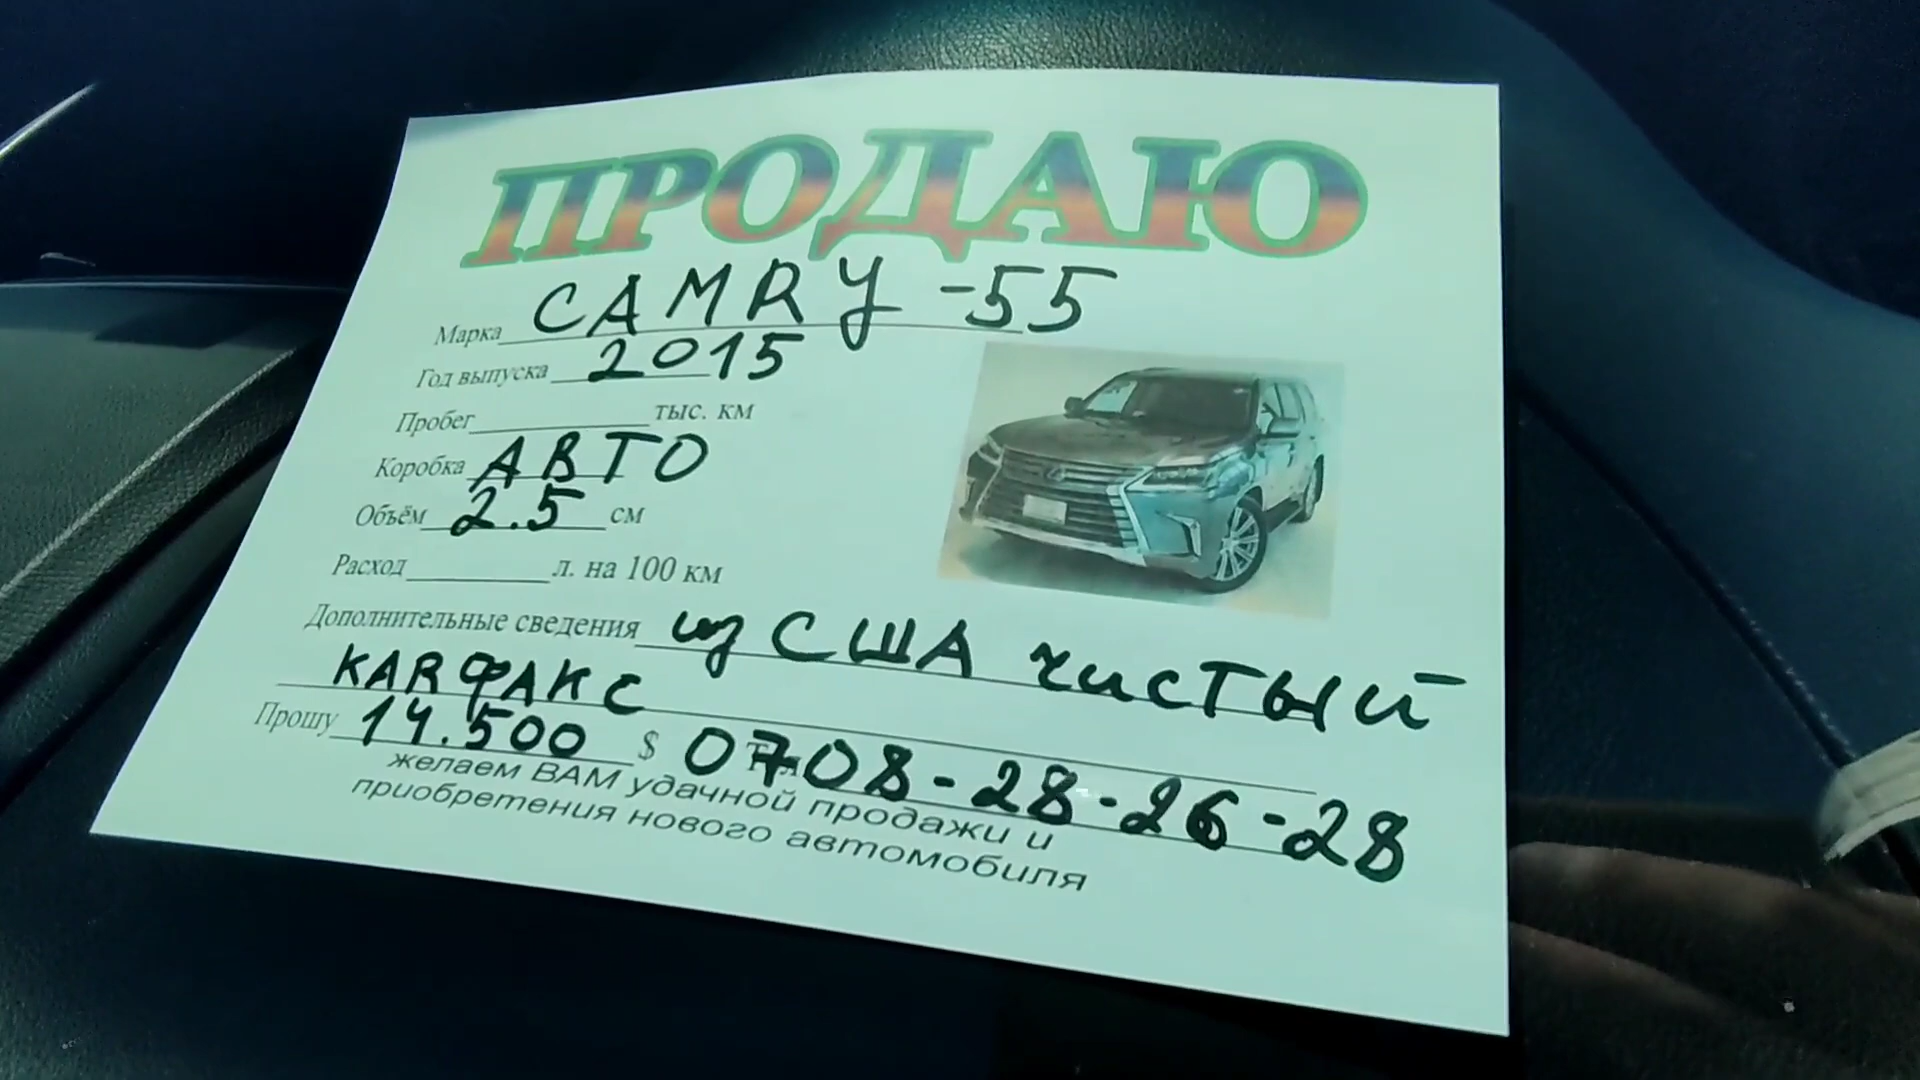 ПРОДАЮ
Марка CAMRY-55
Год выпуска 2015
Пробег тыс. км
Коробка АВТО
Объём 2.5 см
Расход л. на 100 км
Дополнительные сведения из США чистый
КАRФАКС
Прошу 14.500 $ 0708-28-26-28
желаем ВАМ удачной продажи и
приобретения нового автомобиля